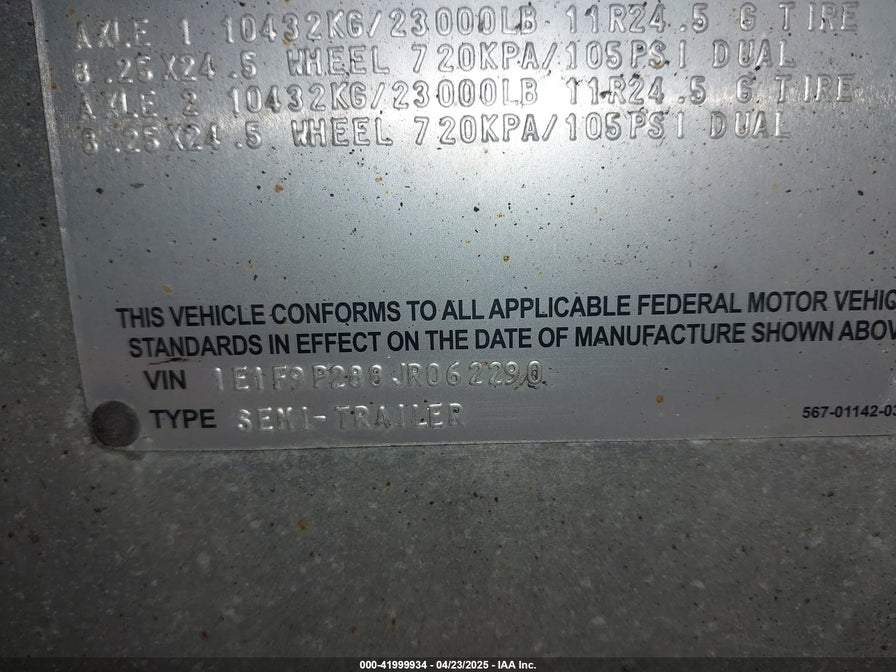 AXLE 1 10432KG/23000LB 11R24.5 G TIRE
8.25X24.5 WHEEL 720KPA/105PSI DUAL
AXLE 2 10432KG/23000LB 11R24.5 G TIRE
8.25X24.5 WHEEL 720KPA/105PSI DUAL
THIS VEHICLE CONFORMS TO ALL APPLICABLE FEDERAL MOTOR VEHIC
STANDARDS IN EFFECT ON THE DATE OF MANUFACTURE SHOWN ABOV
VIN 1E1F9P288JR062290
TYPE SEMI-TRAILER
567-01142-03
000-41999934 - 04/23/2025 - IAA Inc.